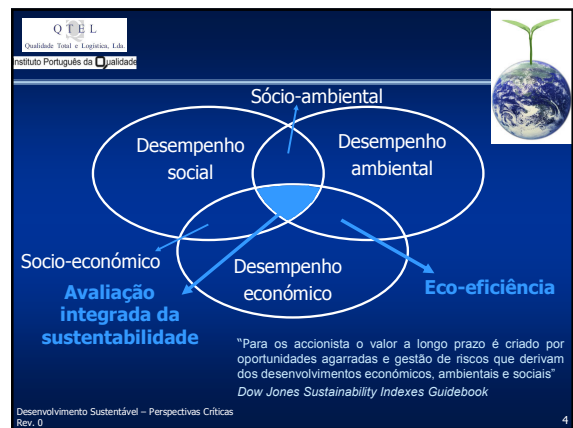 Q T E L
Qualidade Total e Logística, Lda.
Instituto Português da Qualidade
Sócio-ambiental
Desempenho
social
Desempenho
ambiental
Socio-económico
Desempenho
económico
Avaliação
integrada da
sustentabilidade
Eco-eficiência
"Para os accionista o valor a longo prazo é criado por
oportunidades agarradas e gestão de riscos que derivam
dos desenvolvimentos económicos, ambientais e sociais"
Dow Jones Sustainability Indexes Guidebook
Desenvolvimento Sustentável – Perspectivas Críticas
Rev. 0
4